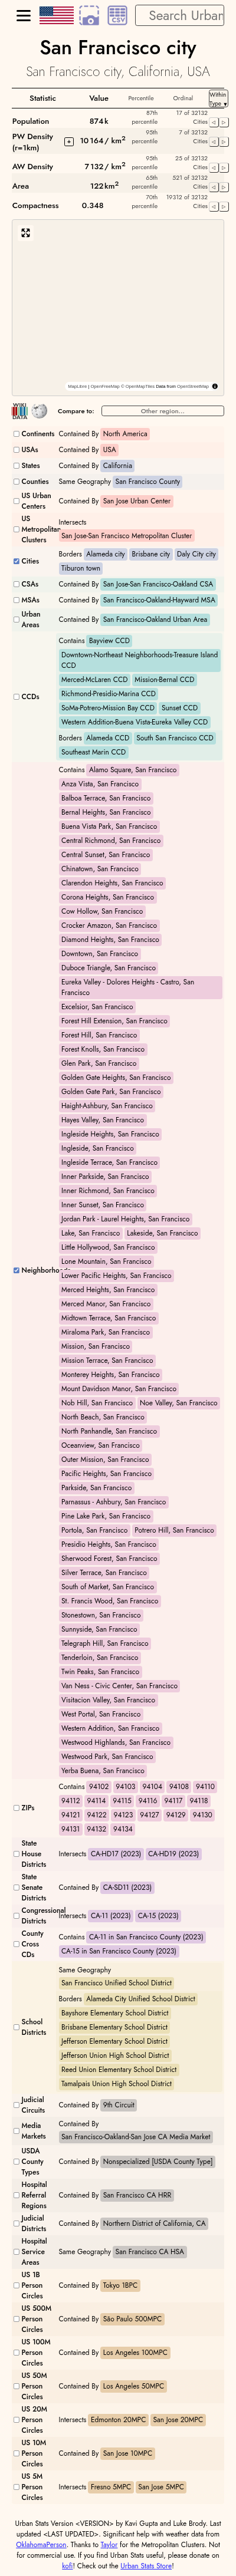 CSV
Search Urban
San Francisco city
San Francisco city, California, USA
Statistic Value Percentile Ordinal Within Type ▼
Population 874k 87th percentile 17 of 32132 Cities ◁ ▷
PW Density (r=1km) + 10 164 / km2 95th percentile 7 of 32132 Cities ◁ ▷
AW Density 7 132 / km2 95th percentile 25 of 32132 Cities ◁ ▷
Area 122km2 65th percentile 521 of 32132 Cities ◁ ▷
Compactness 0.348 70th percentile 19312 of 32132 Cities ◁ ▷
MapLibre | OpenFreeMap © OpenMapTiles Data from OpenStreetMap
WIKI DATA
Compare to: Other region...
Continents Contained By North America
USAs Contained By USA
States Contained By California
Counties Same Geography San Francisco County
US Urban Centers Contained By San Jose Urban Center
US Metropolitan Clusters Intersects
San Jose-San Francisco Metropolitan Cluster
Cities Borders Alameda city Brisbane city Daly City city
Tiburon town
CSAs Contained By San Jose-San Francisco-Oakland CSA
MSAs Contained By San Francisco-Oakland-Hayward MSA
Urban Areas Contained By San Francisco-Oakland Urban Area
CCDs Contains Bayview CCD
Downtown-Northeast Neighborhoods-Treasure Island CCD
Merced-McLaren CCD Mission-Bernal CCD
Richmond-Presidio-Marina CCD
SoMa-Potrero-Mission Bay CCD Sunset CCD
Western Addition-Buena Vista-Eureka Valley CCD
Borders Alameda CCD South San Francisco CCD
Southeast Marin CCD
Neighborhoods Contains Alamo Square, San Francisco
Anza Vista, San Francisco
Balboa Terrace, San Francisco
Bernal Heights, San Francisco
Buena Vista Park, San Francisco
Central Richmond, San Francisco
Central Sunset, San Francisco
Chinatown, San Francisco
Clarendon Heights, San Francisco
Corona Heights, San Francisco
Cow Hollow, San Francisco
Crocker Amazon, San Francisco
Diamond Heights, San Francisco
Downtown, San Francisco
Duboce Triangle, San Francisco
Eureka Valley - Dolores Heights - Castro, San Francisco
Excelsior, San Francisco
Forest Hill Extension, San Francisco
Forest Hill, San Francisco
Forest Knolls, San Francisco
Glen Park, San Francisco
Golden Gate Heights, San Francisco
Golden Gate Park, San Francisco
Haight-Ashbury, San Francisco
Hayes Valley, San Francisco
Ingleside Heights, San Francisco
Ingleside, San Francisco
Ingleside Terrace, San Francisco
Inner Parkside, San Francisco
Inner Richmond, San Francisco
Inner Sunset, San Francisco
Jordan Park - Laurel Heights, San Francisco
Lake, San Francisco Lakeside, San Francisco
Little Hollywood, San Francisco
Lone Mountain, San Francisco
Lower Pacific Heights, San Francisco
Merced Heights, San Francisco
Merced Manor, San Francisco
Midtown Terrace, San Francisco
Miraloma Park, San Francisco
Mission, San Francisco
Mission Terrace, San Francisco
Monterey Heights, San Francisco
Mount Davidson Manor, San Francisco
Nob Hill, San Francisco Noe Valley, San Francisco
North Beach, San Francisco
North Panhandle, San Francisco
Oceanview, San Francisco
Outer Mission, San Francisco
Pacific Heights, San Francisco
Parkside, San Francisco
Parnassus - Ashbury, San Francisco
Pine Lake Park, San Francisco
Portola, San Francisco Potrero Hill, San Francisco
Presidio Heights, San Francisco
Sherwood Forest, San Francisco
Silver Terrace, San Francisco
South of Market, San Francisco
St. Francis Wood, San Francisco
Stonestown, San Francisco
Sunnyside, San Francisco
Telegraph Hill, San Francisco
Tenderloin, San Francisco
Twin Peaks, San Francisco
Van Ness - Civic Center, San Francisco
Visitacion Valley, San Francisco
West Portal, San Francisco
Western Addition, San Francisco
Westwood Highlands, San Francisco
Westwood Park, San Francisco
Yerba Buena, San Francisco
ZIPs Contains 94102 94103 94104 94108 94110
94112 94114 94115 94116 94117 94118
94121 94122 94123 94127 94129 94130
94131 94132 94134
State House Districts Intersects CA-HD17 (2023) CA-HD19 (2023)
State Senate Districts Contained By CA-SD11 (2023)
Congressional Districts Intersects CA-11 (2023) CA-15 (2023)
County Cross CDs Contains CA-11 in San Francisco County (2023)
CA-15 in San Francisco County (2023)
School Districts Same Geography
San Francisco Unified School District
Borders Alameda City Unified School District
Bayshore Elementary School District
Brisbane Elementary School District
Jefferson Elementary School District
Jefferson Union High School District
Reed Union Elementary School District
Tamalpais Union High School District
Judicial Circuits Contained By 9th Circuit
Media Markets Contained By
San Francisco-Oakland-San Jose CA Media Market
USDA County Types Contained By Nonspecialized [USDA County Type]
Hospital Referral Regions Contained By San Francisco CA HRR
Judicial Districts Contained By Northern District of California, CA
Hospital Service Areas Same Geography San Francisco CA HSA
US 1B Person Circles Contained By Tokyo 1BPC
US 500M Person Circles Contained By São Paulo 500MPC
US 100M Person Circles Contained By Los Angeles 100MPC
US 50M Person Circles Contained By Los Angeles 50MPC
US 20M Person Circles Intersects Edmonton 20MPC San Jose 20MPC
US 10M Person Circles Contained By San Jose 10MPC
US 5M Person Circles Intersects Fresno 5MPC San Jose 5MPC
Urban Stats Version <VERSION> by Kavi Gupta and Luke Body. Last
updated <LAST UPDATED>. Significant help with weather data from
OklahomaPerson. Thanks to Taylor for the Metropolitan Clusters. Not
for commercial use. If you find Urban Stats useful, please donate on
kofi! Check out the Urban Stats Store!